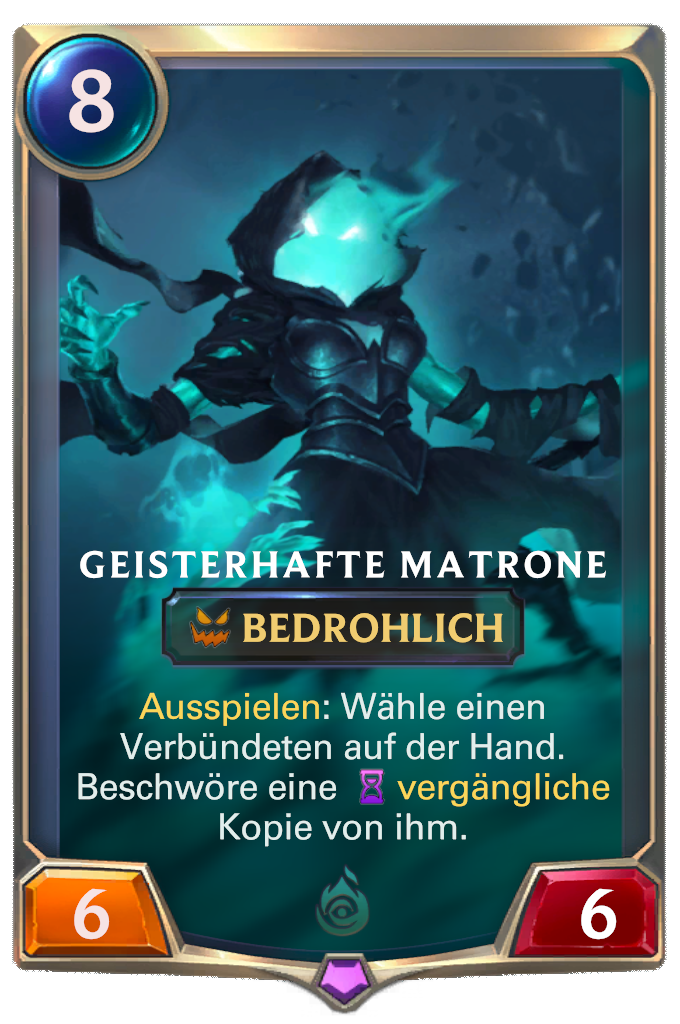 8
GEISTERHAFTE MATRONE
BEDROHLICH
Ausspielen: Wähle einen
Verbündeten auf der Hand.
Beschwöre eine vergängliche
Kopie von ihm.
6 6